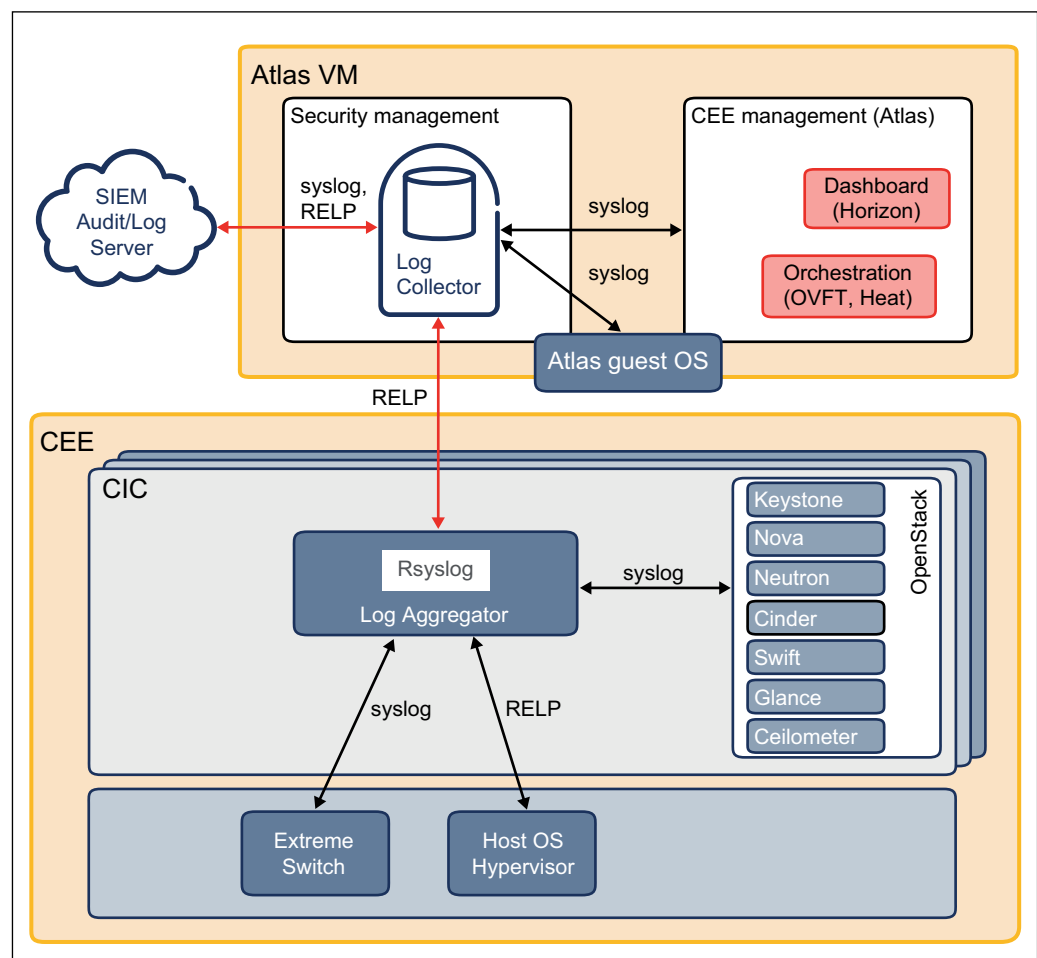 Atlas VM
Security management
CEE management (Atlas)
SIEM
Audit/Log
Server
syslog,
RELP
Log
Collector
syslog
syslog
Dashboard
(Horizon)
Orchestration
(OVFT, Heat)
Atlas guest OS
RELP
CEE
CIC
Rsyslog
Log Aggregator
syslog
OpenStack
Keystone
Nova
Neutron
Cinder
Swift
Glance
Ceilometer
syslog
RELP
Extreme
Switch
Host OS
Hypervisor